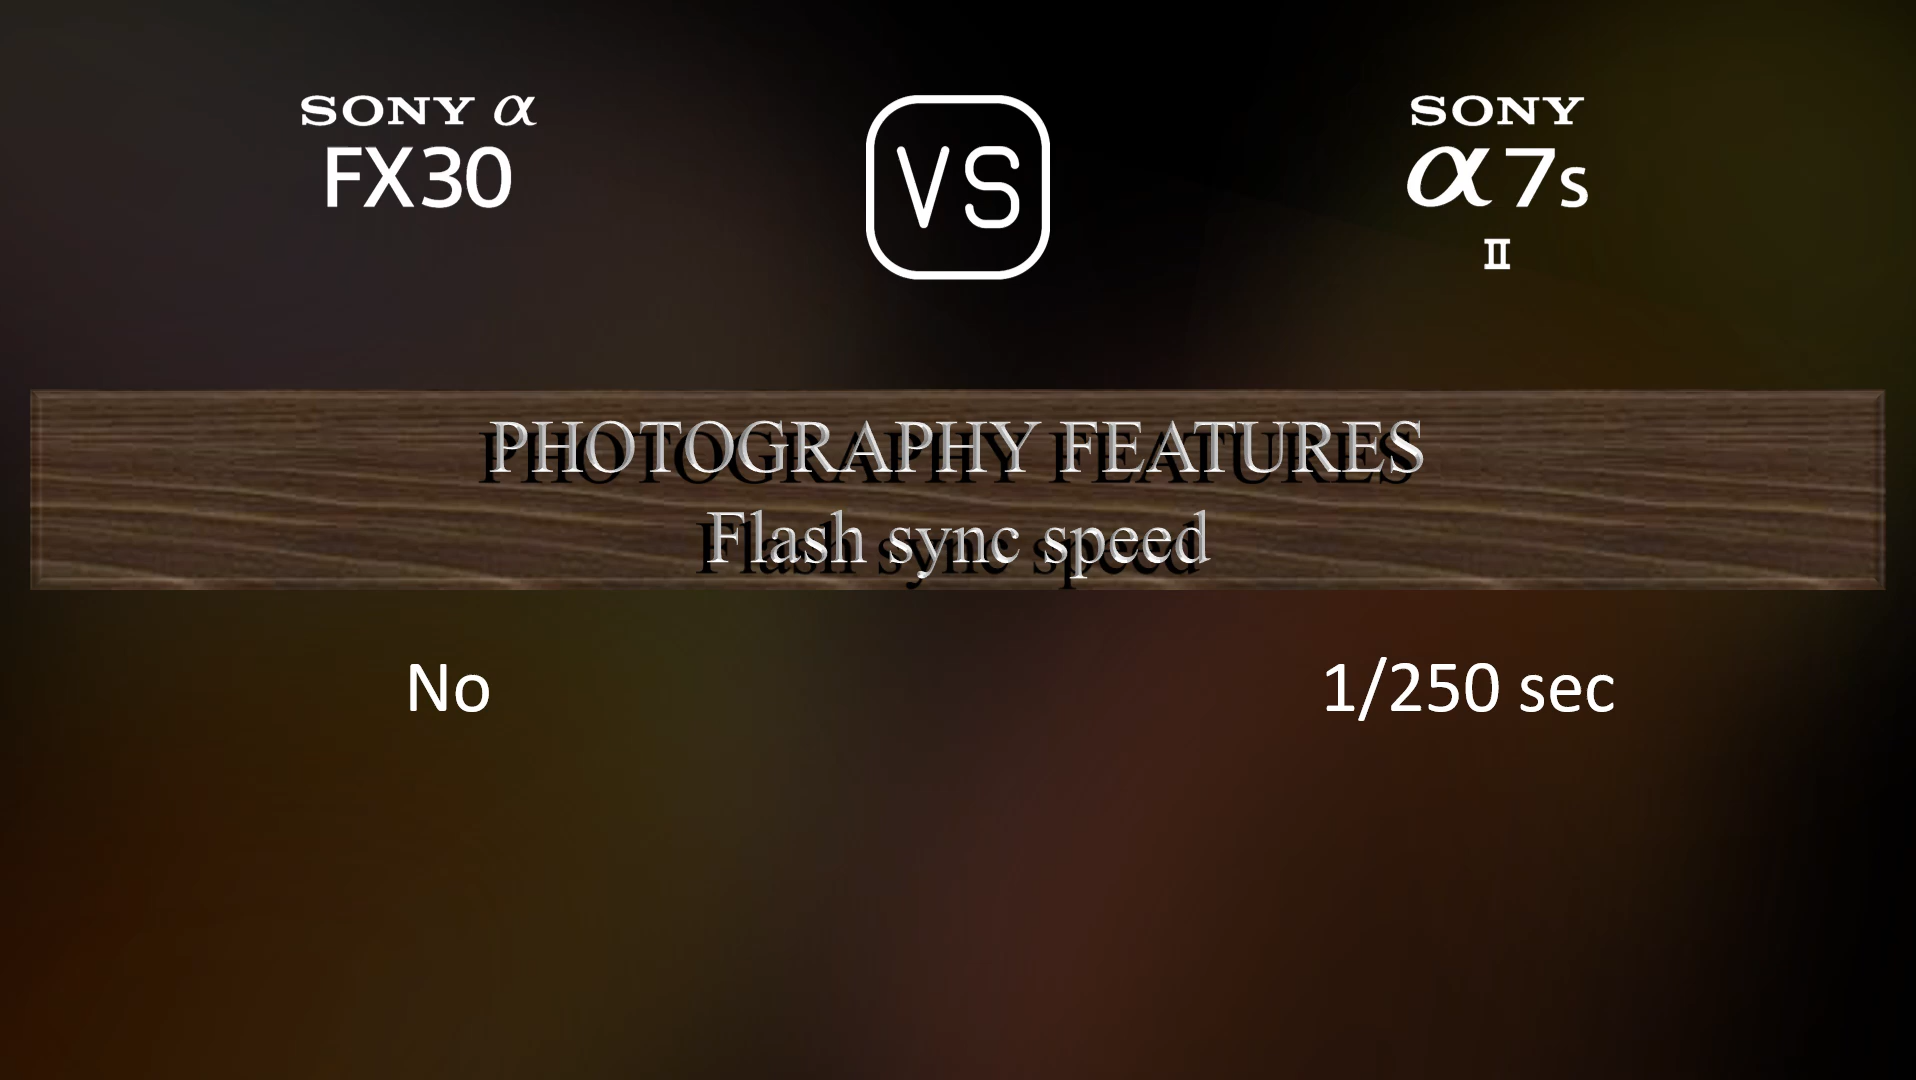 SONY α
FX30
VS
SONY
α7s
II
PHOTOGRAPHY FEATURES
Flash sync speed
No
1/250 sec